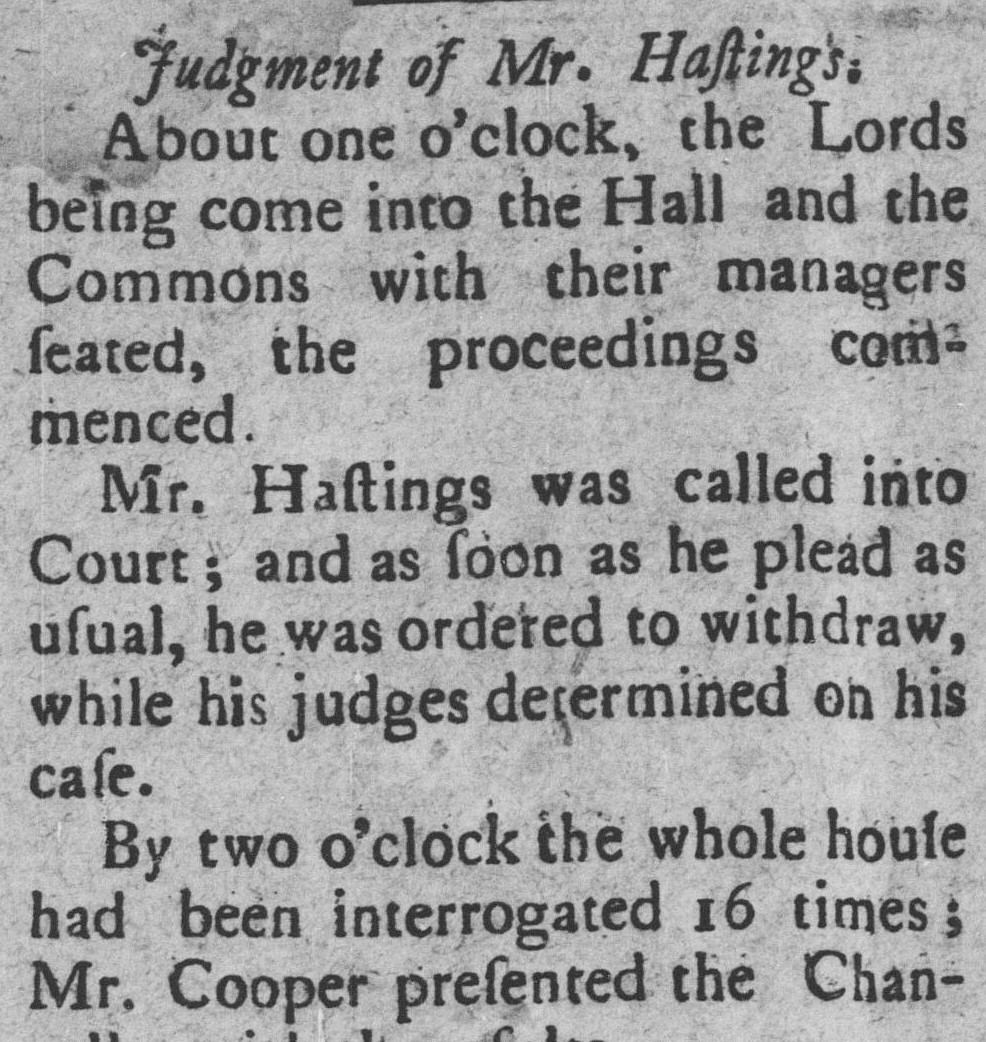 Judgment of Mr. Haſtings.
About one o'clock, the Lords
being come into the Hall and the
Commons with their managers
ſeated, the proceedings com-
menced.
Mr. Haſtings was called into
Court; and as ſoon as he plead as
uſual, he was ordered to withdraw,
while his judges determined on his
caſe.
By two o'clock the whole houſe
had been interrogated 16 times;
Mr. Cooper preſented the Chan-